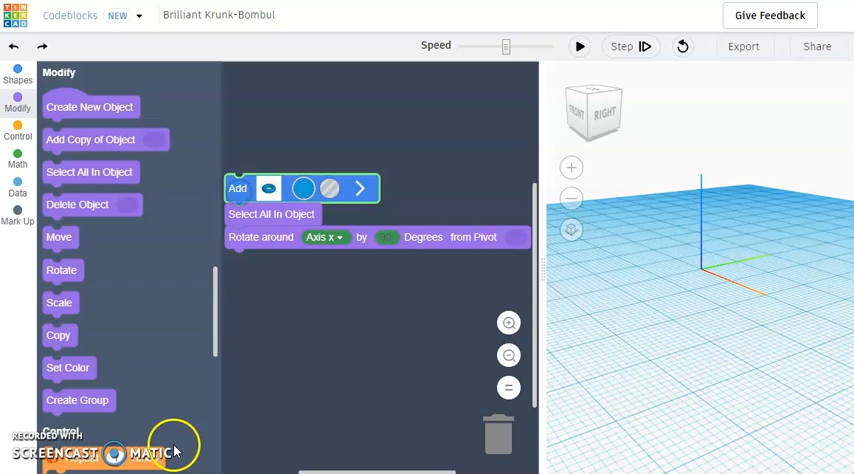 TIN
KER
CAD
Codeblocks NEW
Brilliant Krunk-Bombul
Give Feedback
Speed
Step
Export
Share
Shapes
Modify
Control
Math
Data
Mark Up
Modify
Create New Object
Add Copy of Object
Select All In Object
Delete Object
Move
Rotate
Scale
Copy
Set Color
Create Group
Control
Add
Select All In Object
Rotate around Axis x by Degrees from Pivot
FRONT RIGHT
RECORDED WITH
SCREENCAST MATIC